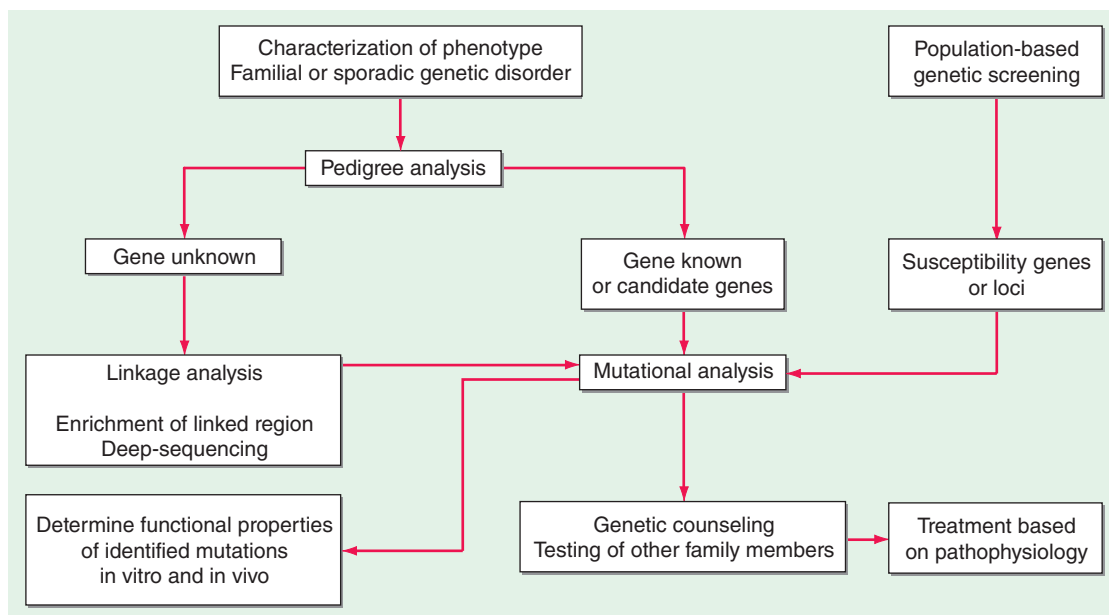 Characterization of phenotype
Familial or sporadic genetic disorder
Population-based
genetic screening
Pedigree analysis
Gene unknown
Gene known
or candidate genes
Susceptibility genes
or loci
Linkage analysis
Enrichment of linked region
Deep-sequencing
Mutational analysis
Determine functional properties
of identified mutations
in vitro and in vivo
Genetic counseling
Testing of other family members
Treatment based
on pathophysiology